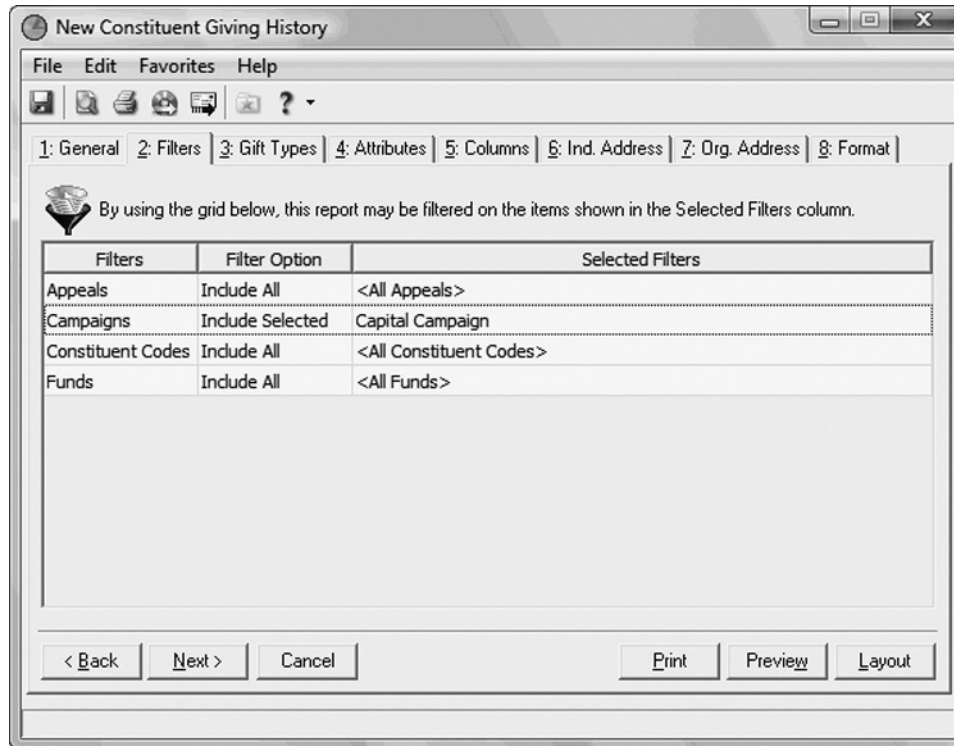 New Constituent Giving History
File Edit Favorites Help
?
1: General 2: Filters 3: Gift Types 4: Attributes 5: Columns 6: Ind. Address 7: Org. Address 8: Format
By using the grid below, this report may be filtered on the items shown in the Selected Filters column.
Filters Filter Option Selected Filters
Appeals Include All <All Appeals>
Campaigns Include Selected Capital Campaign
Constituent Codes Include All <All Constituent Codes>
Funds Include All <All Funds>
< Back Next > Cancel Print Preview Layout